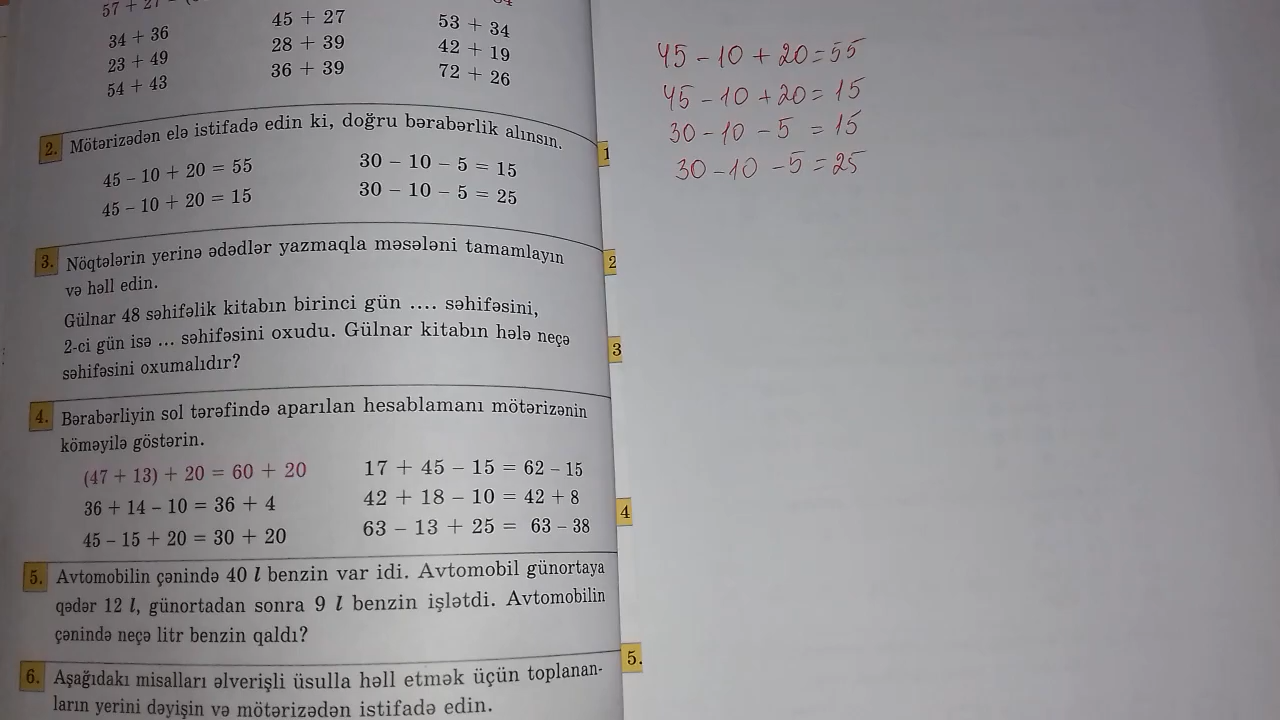 57 + 27
34 + 36
23 + 49
54 + 43
45 + 27
28 + 39
36 + 39
53 + 34
42 + 19
72 + 26
2. Mötərizədən elə istifadə edin ki, doğru bərabərlik alınsın.
45 – 10 + 20 = 55
45 – 10 + 20 = 15
30 – 10 – 5 = 15
30 – 10 – 5 = 25
3. Nöqtələrin yerinə ədədlər yazmaqla məsələni tamamlayın
və həll edin.
Gülnar 48 səhifəlik kitabın birinci gün .... səhifəsini,
2-ci gün isə ... səhifəsini oxudu. Gülnar kitabın hələ neçə
səhifəsini oxumalıdır?
4. Bərabərliyin sol tərəfində aparılan hesablamanı mötərizənin
köməyilə göstərin.
(47 + 13) + 20 = 60 + 20
36 + 14 – 10 = 36 + 4
45 – 15 + 20 = 30 + 20
17 + 45 – 15 = 62 – 15
42 + 18 – 10 = 42 + 8
63 – 13 + 25 = 63 – 38
5. Avtomobilin çənində 40 l benzin var idi. Avtomobil günortaya
qədər 12 l, günortadan sonra 9 l benzin işlətdi. Avtomobilin
çənində neçə litr benzin qaldı?
6. Aşağıdakı misalları əlverişli üsulla həll etmək üçün toplanan-
ların yerini dəyişin və mötərizədən istifadə edin.
45 – 10 + 20 = 55
45 – 10 + 20 = 15
30 – 10 – 5 = 15
30 – 10 – 5 = 25
1
2
3
4
5.